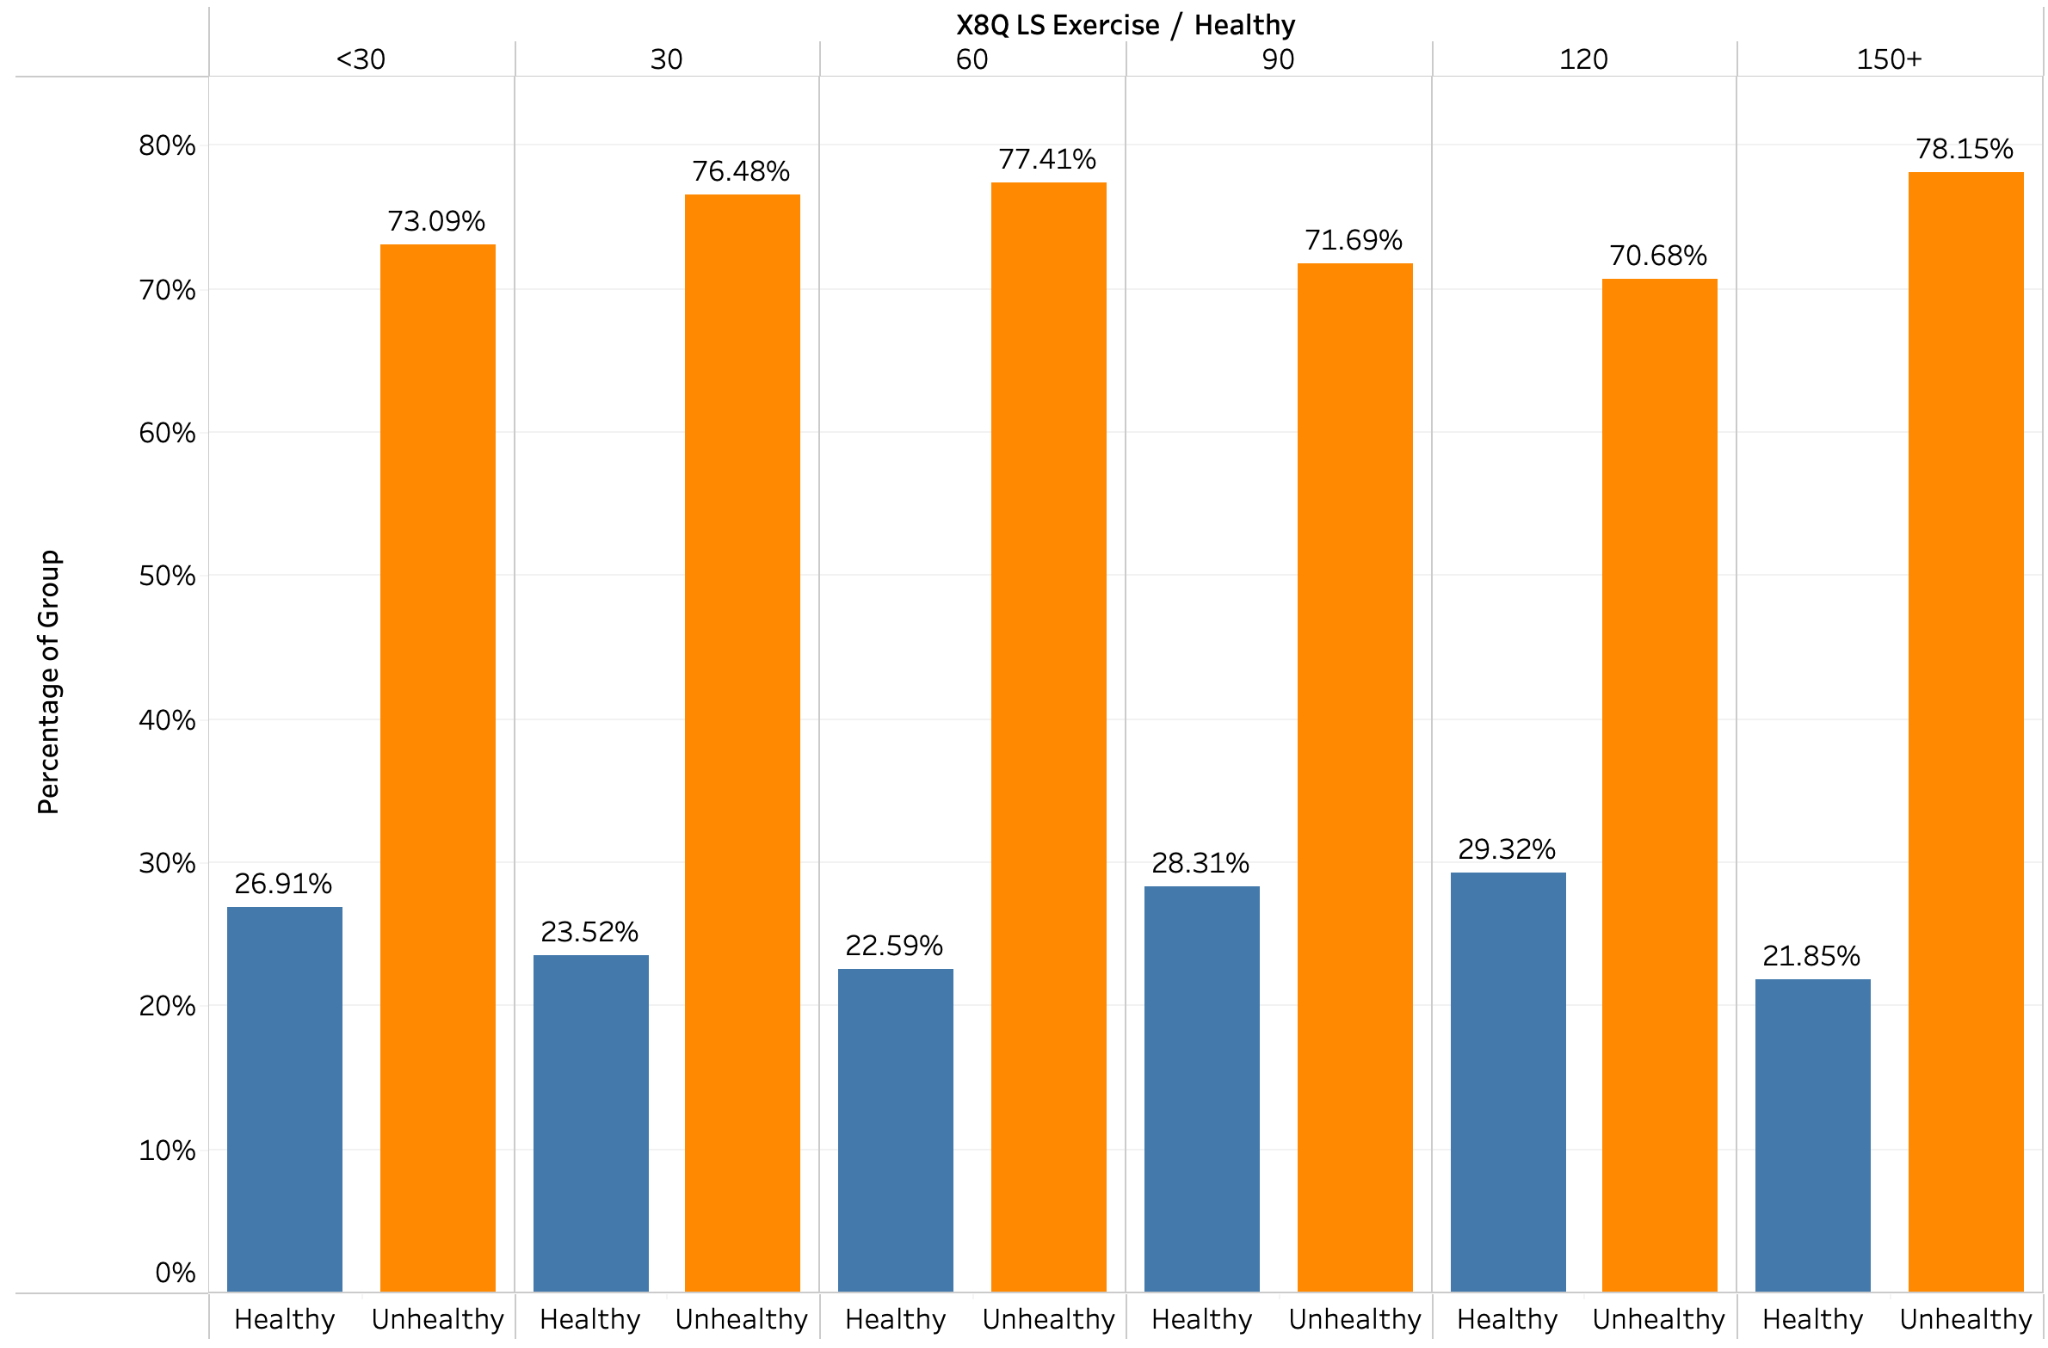 X8Q LS Exercise / Healthy
<30 30 60 90 120 150+
80%
70%
60%
50%
40%
30%
20%
10%
0%
Percentage of Group
26.91% 73.09% 23.52% 76.48% 22.59% 77.41% 28.31% 71.69% 29.32% 70.68% 21.85% 78.15%
Healthy Unhealthy Healthy Unhealthy Healthy Unhealthy Healthy Unhealthy Healthy Unhealthy Healthy Unhealthy